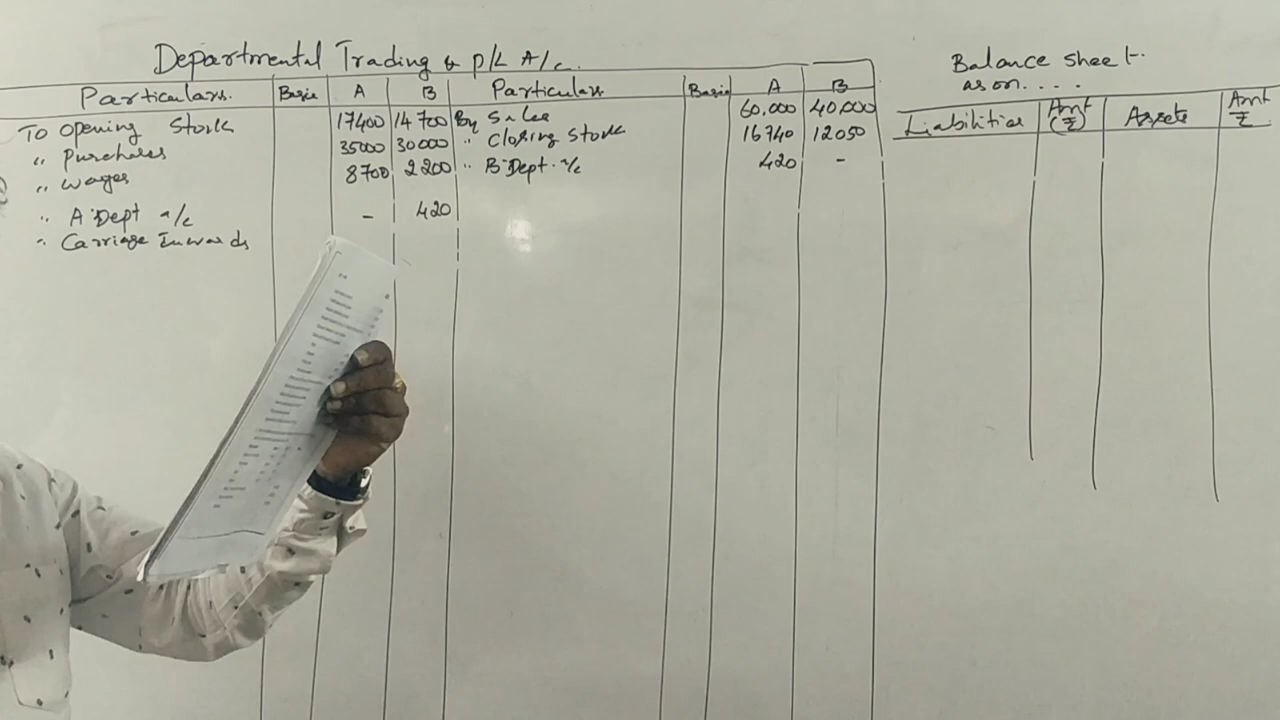 Departmental Trading & P/L A/c.
Particulars. Basis A B Particulars Basis A B
To Opening Stock 17400 14700 By Sales 60,000 40,000
" Purchases 35000 30000 " Closing Stock 16740 12050
" Wages 8700 2200 " B Dept. a/c 420 -
" A Dept a/c - 420
" Carriage Inwards
Balance sheet.
as on....
Liabilities Amt (₹) Assets Amt ₹